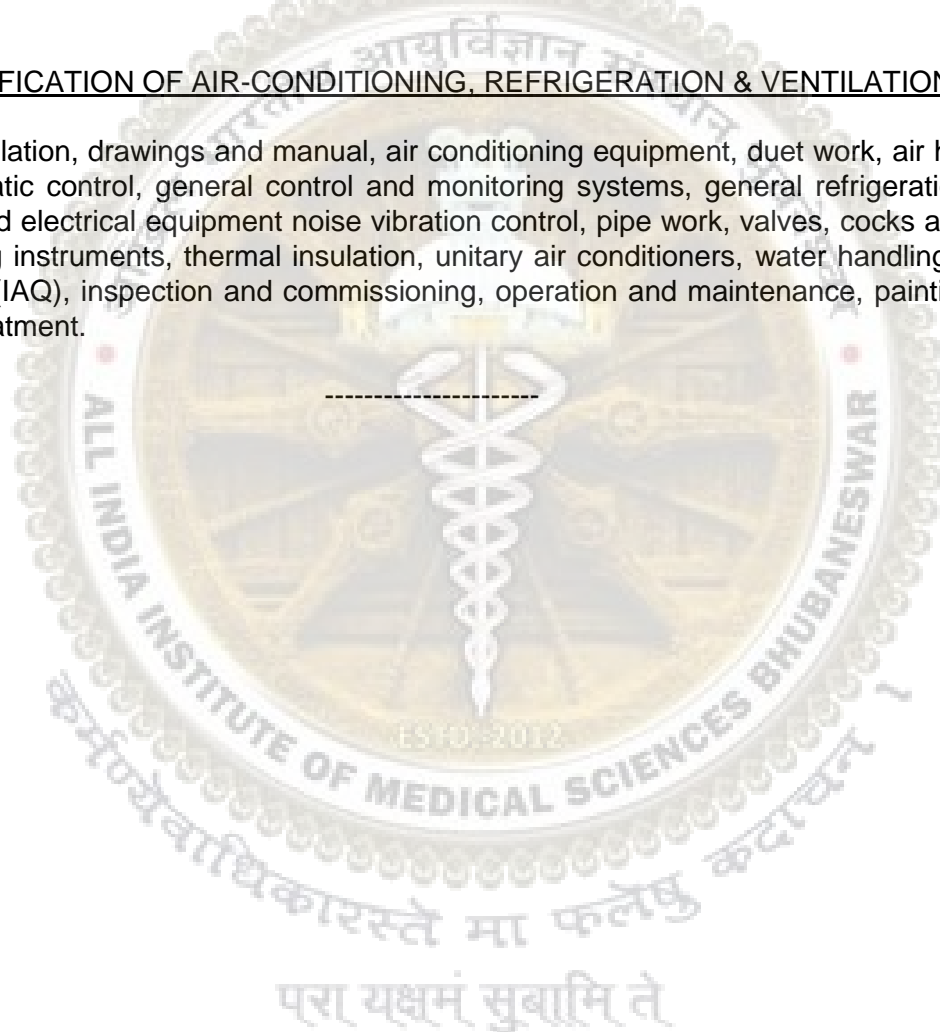 IFICATION OF AIR-CONDITIONING, REFRIGERATION & VENTILATION
lation, drawings and manual, air conditioning equipment, duet work, air h
atic control, general control and monitoring systems, general refrigerati
d electrical equipment noise vibration control, pipe work, valves, cocks a
g instruments, thermal insulation, unitary air conditioners, water handling
(IAQ), inspection and commissioning, operation and maintenance, painti
atment.
----------------------
आयुर्विज्ञान
ALL INDIA INSTITUTE OF MEDICAL SCIENCES BHUBANESWAR
ESTD.-2012
कर्मण्येवाधिकारस्ते मा फलेषु कदाचन ।
परा यक्षमं सुबामि ते